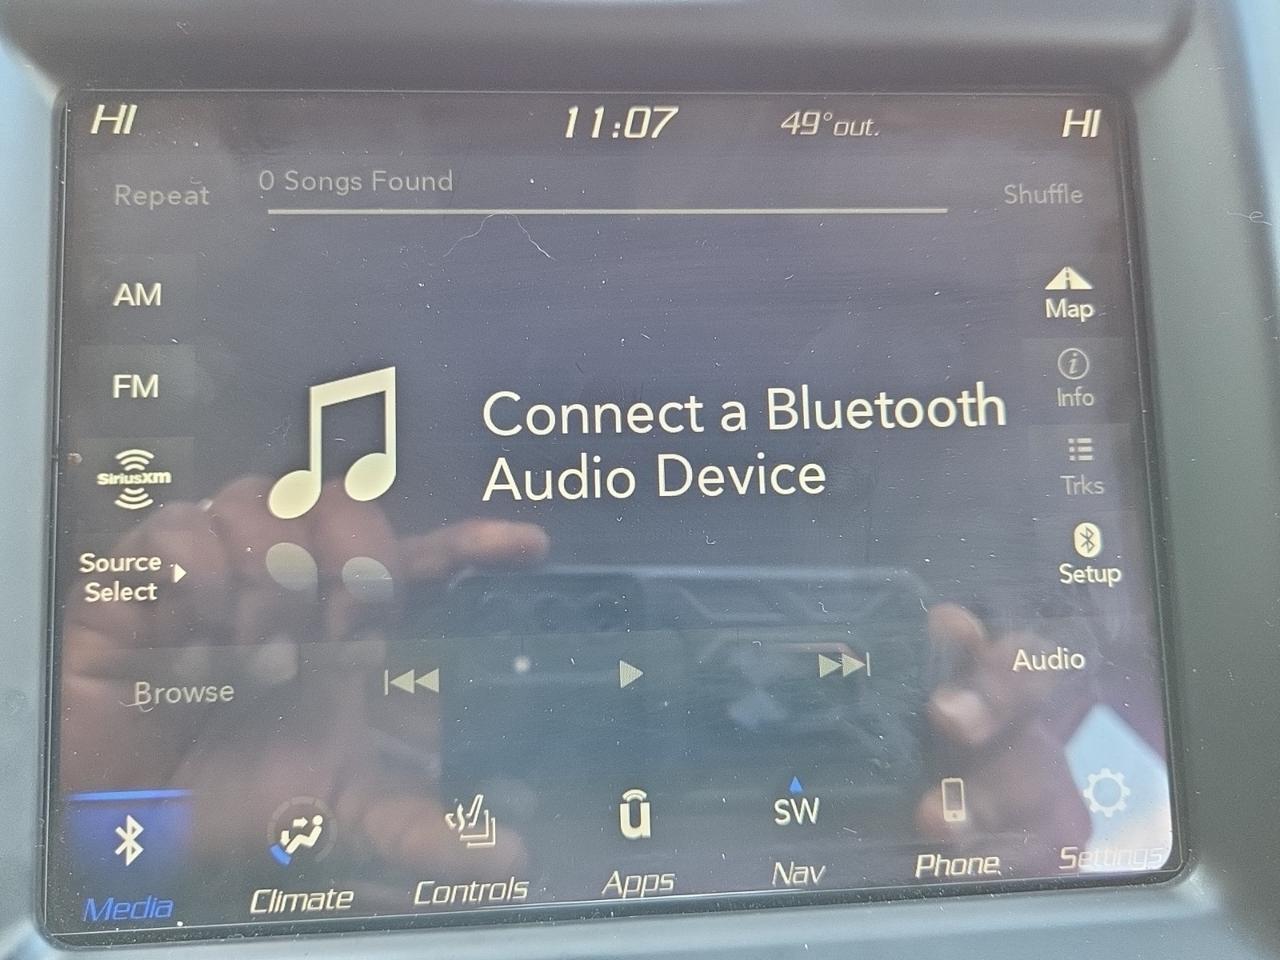 HI 11:07 49°out. HI
Repeat 0 Songs Found Shuffle
AM
Map
FM
Info
Connect a Bluetooth
Audio Device
SiriusXM
Trks
Source
Select
Setup
Browse
Audio
SW
Media Climate Controls Apps Nav Phone Settings